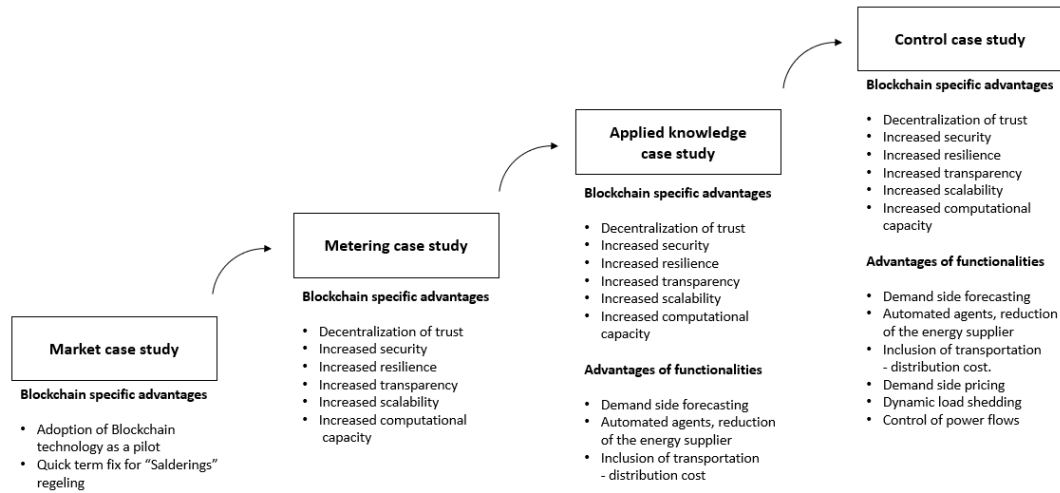 Market case study
Blockchain specific advantages
• Adoption of Blockchain
technology as a pilot
• Quick term fix for “Salderings”
regeling
Metering case study
Blockchain specific advantages
• Decentralization of trust
• Increased security
• Increased resilience
• Increased transparency
• Increased scalability
• Increased computational
capacity
Applied knowledge
case study
Blockchain specific advantages
• Decentralization of trust
• Increased security
• Increased resilience
• Increased transparency
• Increased scalability
• Increased computational
capacity
Advantages of functionalities
• Demand side forecasting
• Automated agents, reduction
of the energy supplier
• Inclusion of transportation
- distribution cost
Control case study
Blockchain specific advantages
• Decentralization of trust
• Increased security
• Increased resilience
• Increased transparency
• Increased scalability
• Increased computational
capacity
Advantages of functionalities
• Demand side forecasting
• Automated agents, reduction
of the energy supplier
• Inclusion of transportation
- distribution cost.
• Demand side pricing
• Dynamic load shedding
• Control of power flows